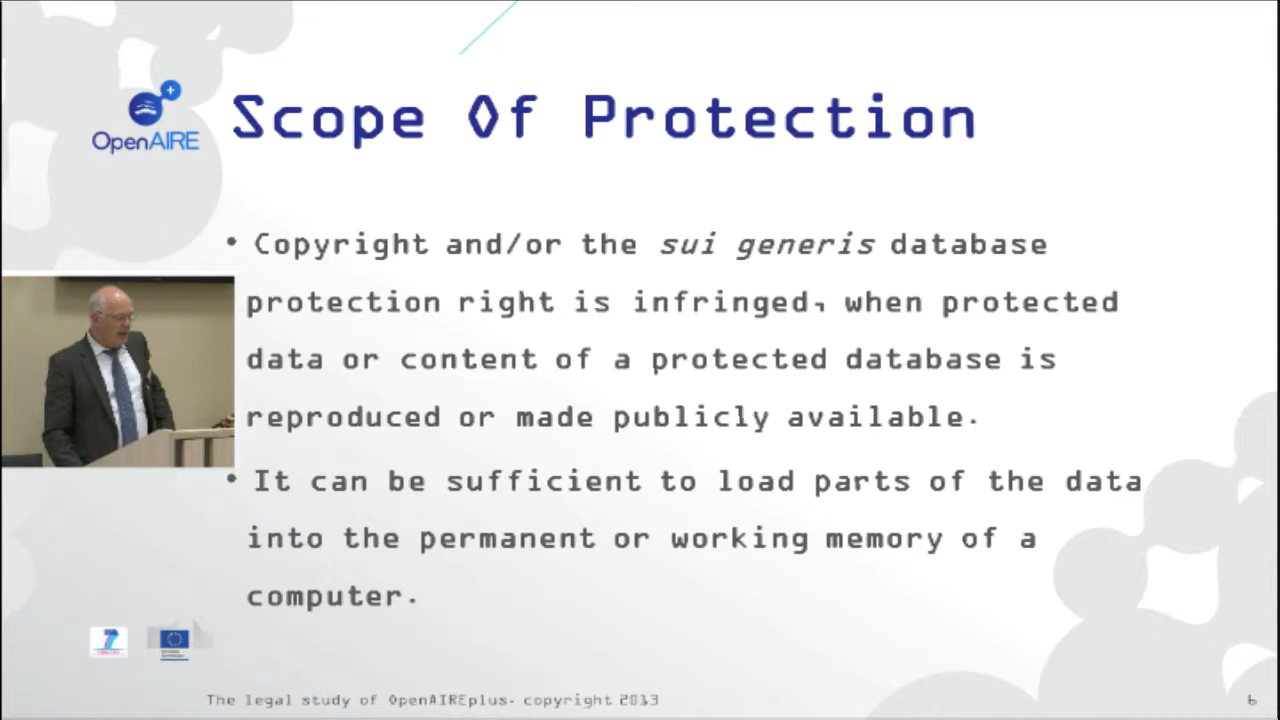 Scope Of Protection
OpenAIRE
• Copyright and/or the sui generis database
protection right is infringed, when protected
data or content of a protected database is
reproduced or made publicly available.
• It can be sufficient to load parts of the data
into the permanent or working memory of a
computer.
The legal study of OpenAIREplus. copyright 2013
6